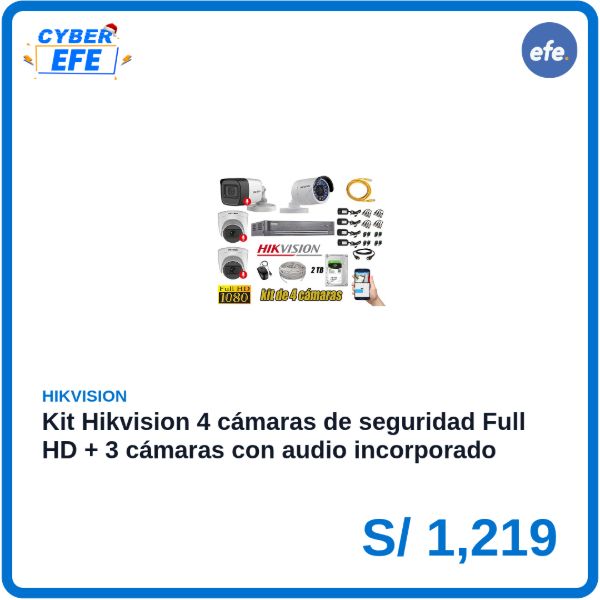 CYBER
EFE
efe.
HIKVISION
2 TB
Full HD
1080
kit de 4 cámaras
HIKVISION
Kit Hikvision 4 cámaras de seguridad Full
HD + 3 cámaras con audio incorporado
S/ 1,219